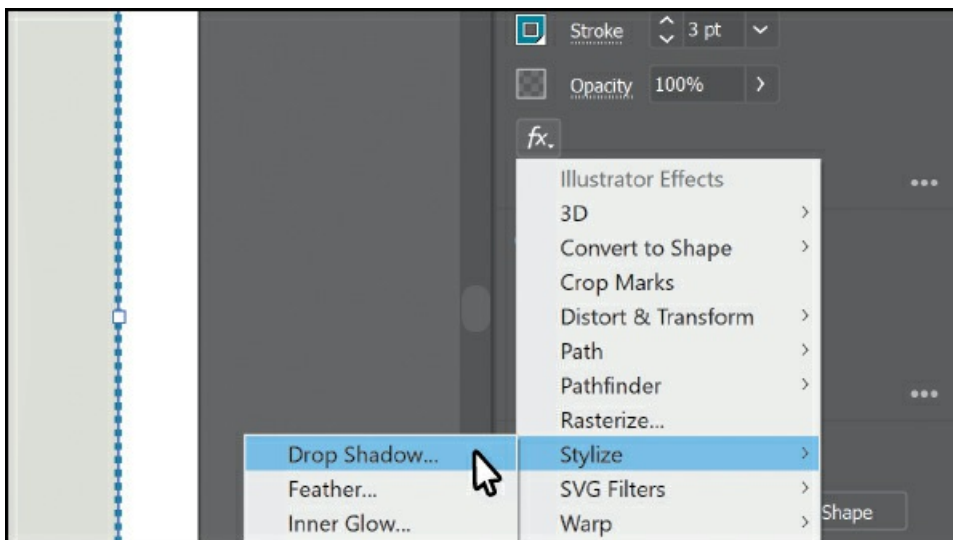 Stroke 3 pt
Opacity 100%
fx.
Illustrator Effects
3D
Convert to Shape
Crop Marks
Distort & Transform
Path
Pathfinder
Rasterize...
Stylize
SVG Filters
Warp
Drop Shadow...
Feather...
Inner Glow...
Shape